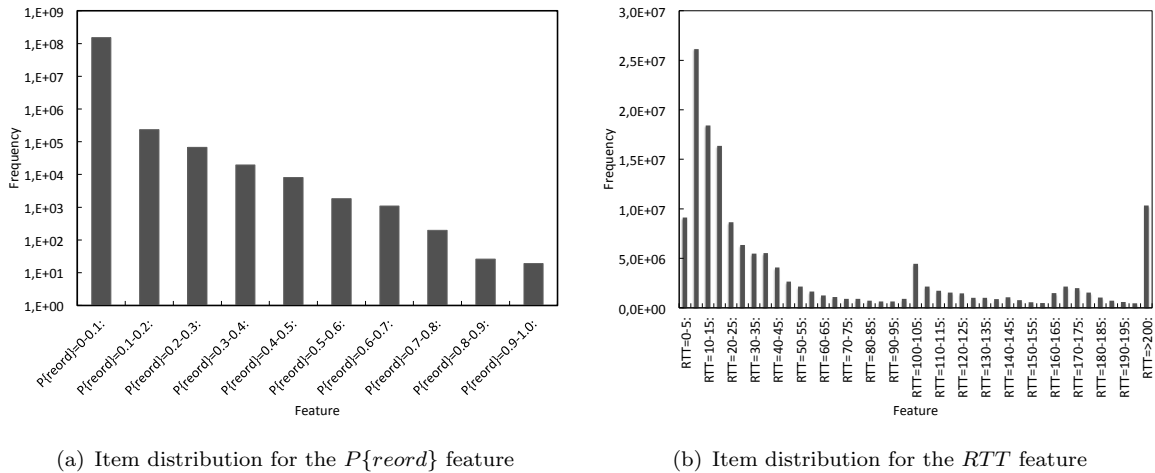 1,E+09
1,E+08
1,E+07
1,E+06
1,E+05
1,E+04
1,E+03
1,E+02
1,E+01
1,E+00
Frequency
P{reord}=0-0.1:
P{reord}=0.1-0.2:
P{reord}=0.2-0.3:
P{reord}=0.3-0.4:
P{reord}=0.4-0.5:
P{reord}=0.5-0.6:
P{reord}=0.6-0.7:
P{reord}=0.7-0.8:
P{reord}=0.8-0.9:
P{reord}=0.9-1.0:
Feature
(a) Item distribution for the P{reord} feature
3,0E+07
2,5E+07
2,0E+07
1,5E+07
1,0E+07
5,0E+06
0,0E+00
Frequency
RTT=0-5:
RTT=10-15:
RTT=20-25:
RTT=30-35:
RTT=40-45:
RTT=50-55:
RTT=60-65:
RTT=70-75:
RTT=80-85:
RTT=90-95:
RTT=100-105:
RTT=110-115:
RTT=120-125:
RTT=130-135:
RTT=140-145:
RTT=150-155:
RTT=160-165:
RTT=170-175:
RTT=180-185:
RTT=190-195:
RTT=>200:
Feature
(b) Item distribution for the RTT feature